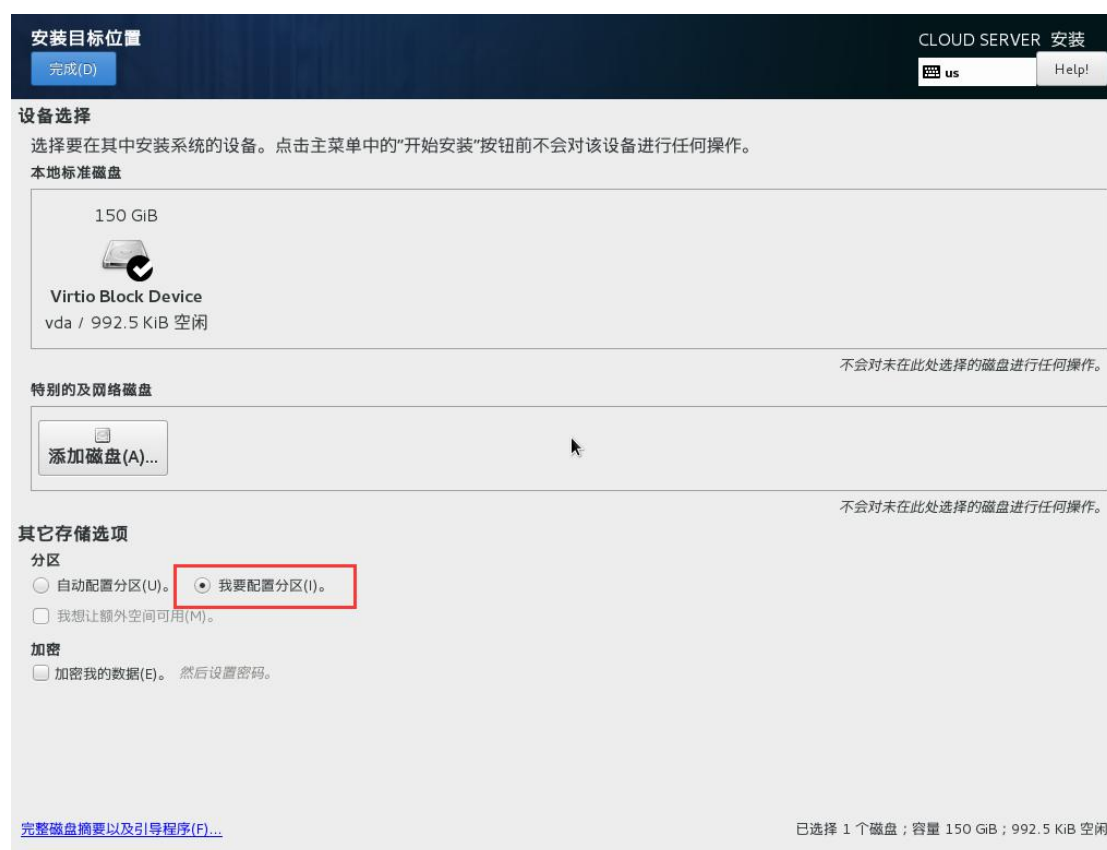 安装目标位置
CLOUD SERVER 安装
完成(D)
us
Help!
设备选择
选择要在其中安装系统的设备。点击主菜单中的"开始安装"按钮前不会对该设备进行任何操作。
本地标准磁盘
150 GiB
Virtio Block Device
vda / 992.5 KiB 空闲
不会对未在此处选择的磁盘进行任何操作。
特别的及网络磁盘
添加磁盘(A)...
不会对未在此处选择的磁盘进行任何操作。
其它存储选项
分区
自动配置分区(U)。 我要配置分区(I)。
我想让额外空间可用(M)。
加密
加密我的数据(E)。 然后设置密码。
完整磁盘摘要以及引导程序(F)...
已选择 1 个磁盘；容量 150 GiB；992.5 KiB 空闲